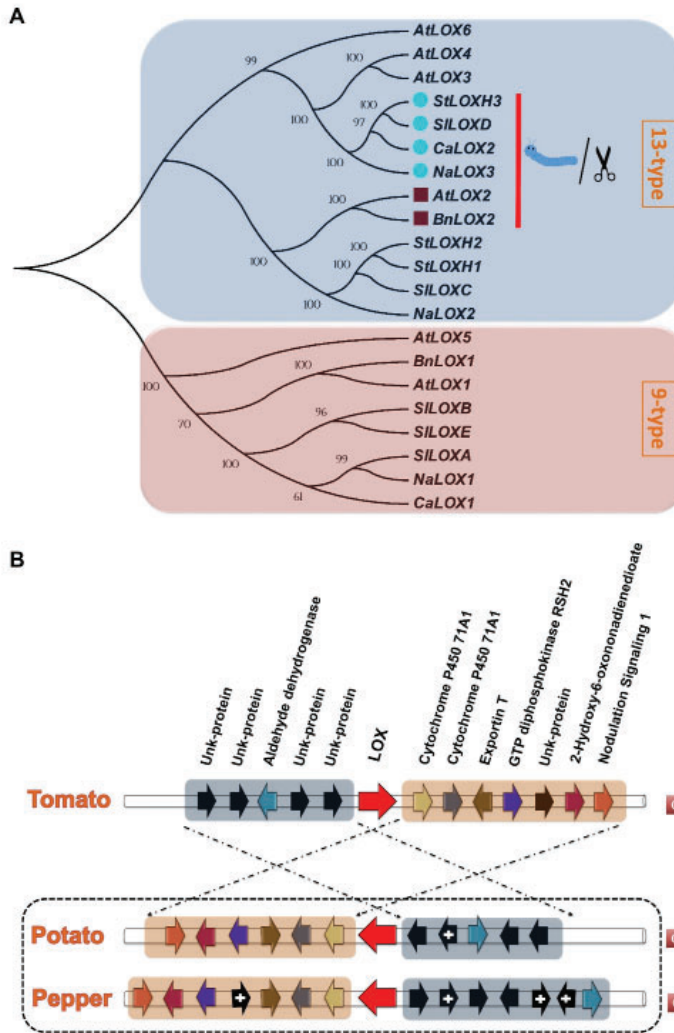 A
AtLOX6
99
AtLOX4
100
AtLOX3
StLOXH3
100
SlLOXD
97
100
CaLOX2
NaLOX3
100
AtLOX2
100
BnLOX2
13-type
StLOXH2
100
100
StLOXH1
SlLOXC
100
NaLOX2
AtLOX5
BnLOX1
100
100
AtLOX1
SlLOXB
96
70
SlLOXE
SlLOXA
100
99
NaLOX1
61
CaLOX1
9-type
B
Unk-protein
Unk-protein
Aldehyde dehydrogenase
Unk-protein
Unk-protein
LOX
Cytochrome P450 71A1
Cytochrome P450 71A1
Exportin T
GTP diphosphokinase RSH2
Unk-protein
2-Hydroxy-6-oxononadienedioate
Nodulation Signaling 1
Tomato
Potato
+
Pepper
+ + + +